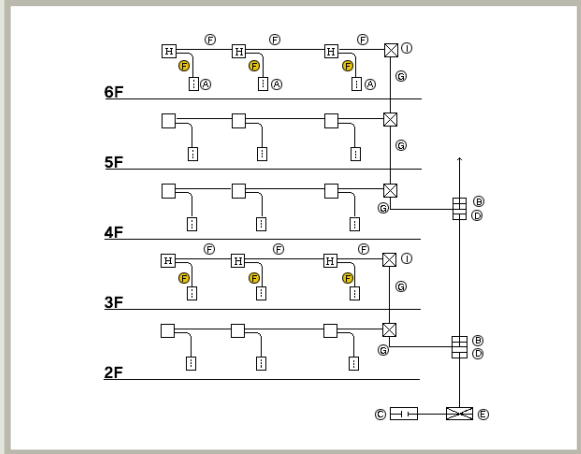 Ⓕ Ⓕ Ⓕ
H H H Ⓘ
Ⓕ Ⓕ Ⓕ Ⓖ
Ⓐ Ⓐ Ⓐ
6F
Ⓖ
5F
Ⓖ Ⓑ
Ⓓ
4F
Ⓕ Ⓕ Ⓕ
H H H Ⓘ
Ⓕ Ⓕ Ⓕ Ⓖ
3F
Ⓖ Ⓑ
Ⓓ
2F
Ⓒ Ⓔ